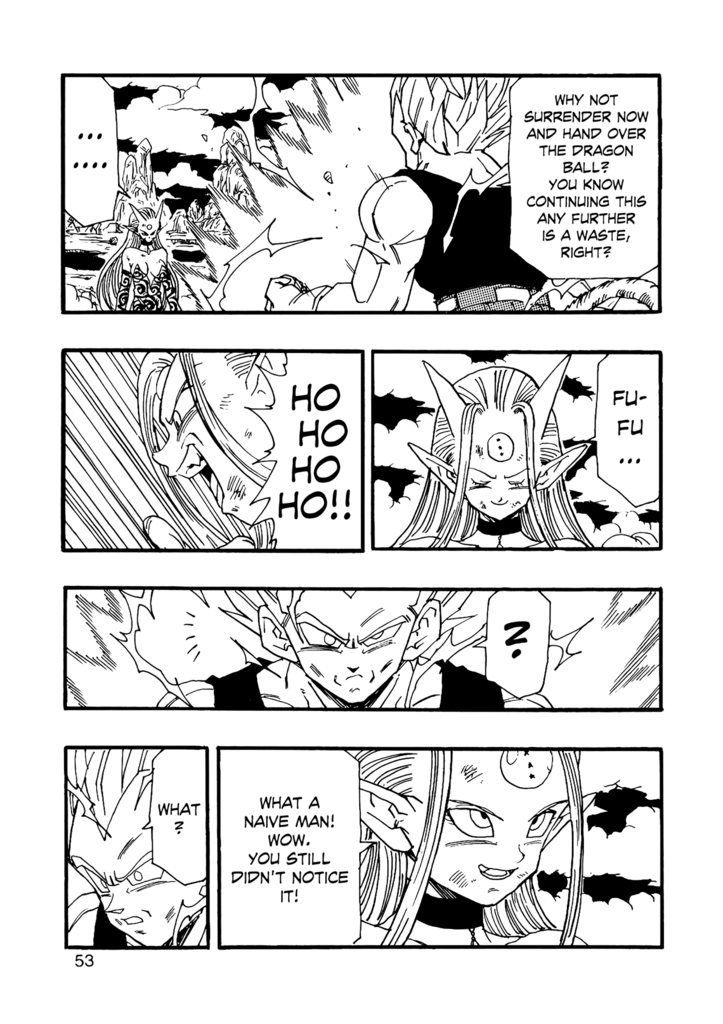 WHY NOT
SURRENDER NOW
AND HAND OVER
THE DRAGON
BALL?
YOU KNOW
CONTINUING THIS
ANY FURTHER
IS A WASTE,
RIGHT?
...
....
FU-
FU
...
HO
HO
HO
HO!!
?
WHAT A
NAIVE MAN!
WOW.
YOU STILL
DIDN'T NOTICE
IT!
WHAT
?
53